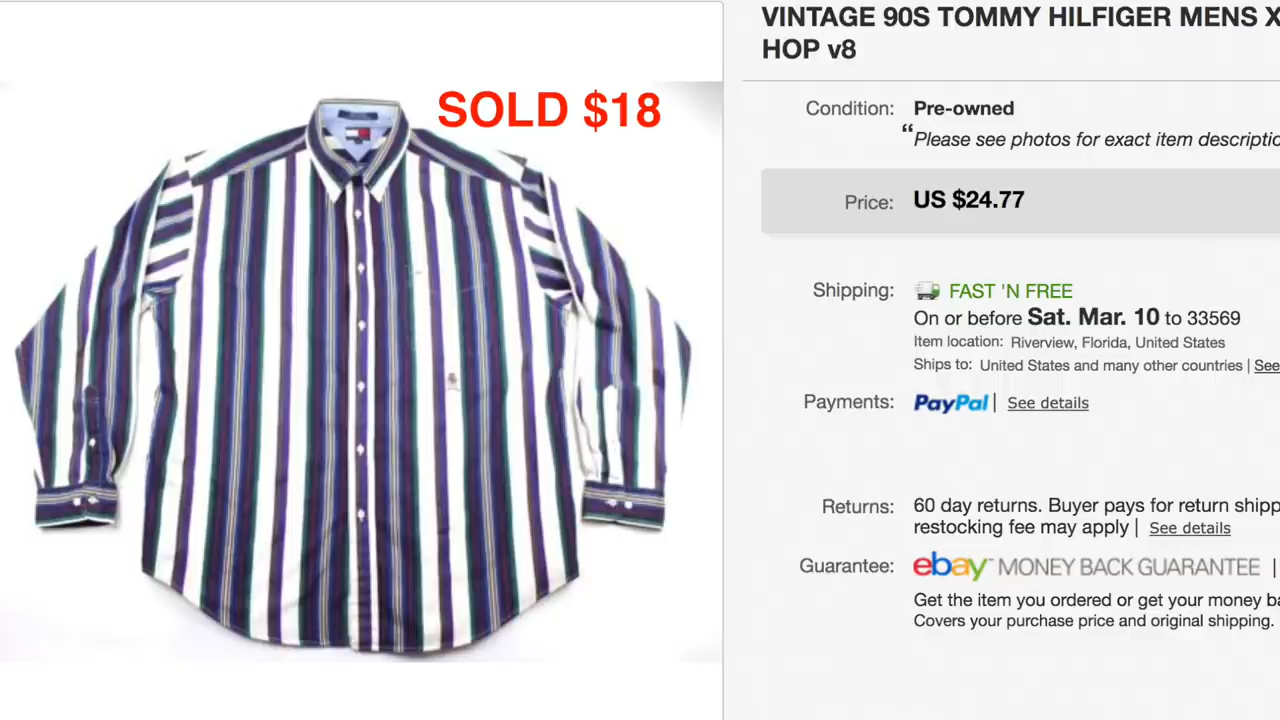 SOLD $18
VINTAGE 90S TOMMY HILFIGER MENS X
HOP v8
Condition: Pre-owned
“Please see photos for exact item descriptio
Price: US $24.77
Shipping: FAST 'N FREE
On or before Sat. Mar. 10 to 33569
Item location: Riverview, Florida, United States
Ships to: United States and many other countries | See
Payments: PayPal | See details
Returns: 60 day returns. Buyer pays for return shipp
restocking fee may apply | See details
Guarantee: ebay MONEY BACK GUARANTEE |
Get the item you ordered or get your money ba
Covers your purchase price and original shipping.